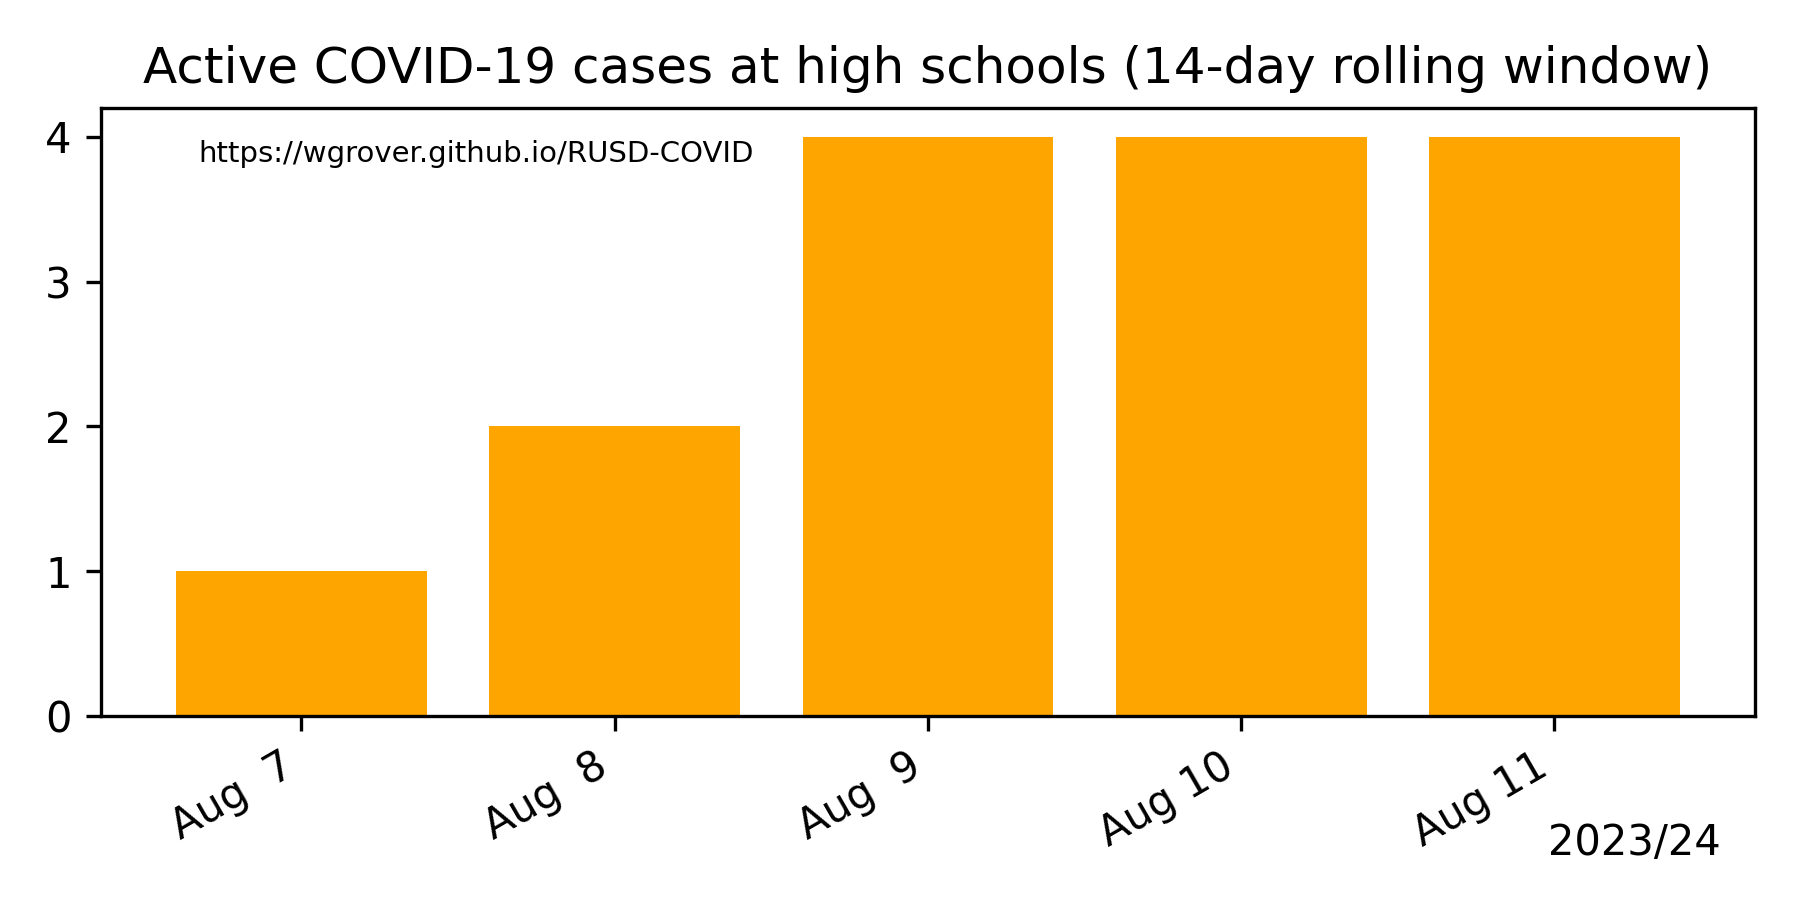 Active COVID-19 cases at high schools (14-day rolling window)
https://wgrover.github.io/RUSD-COVID
4
3
2
1
0
Aug  7
Aug  8
Aug  9
Aug 10
Aug 11
2023/24